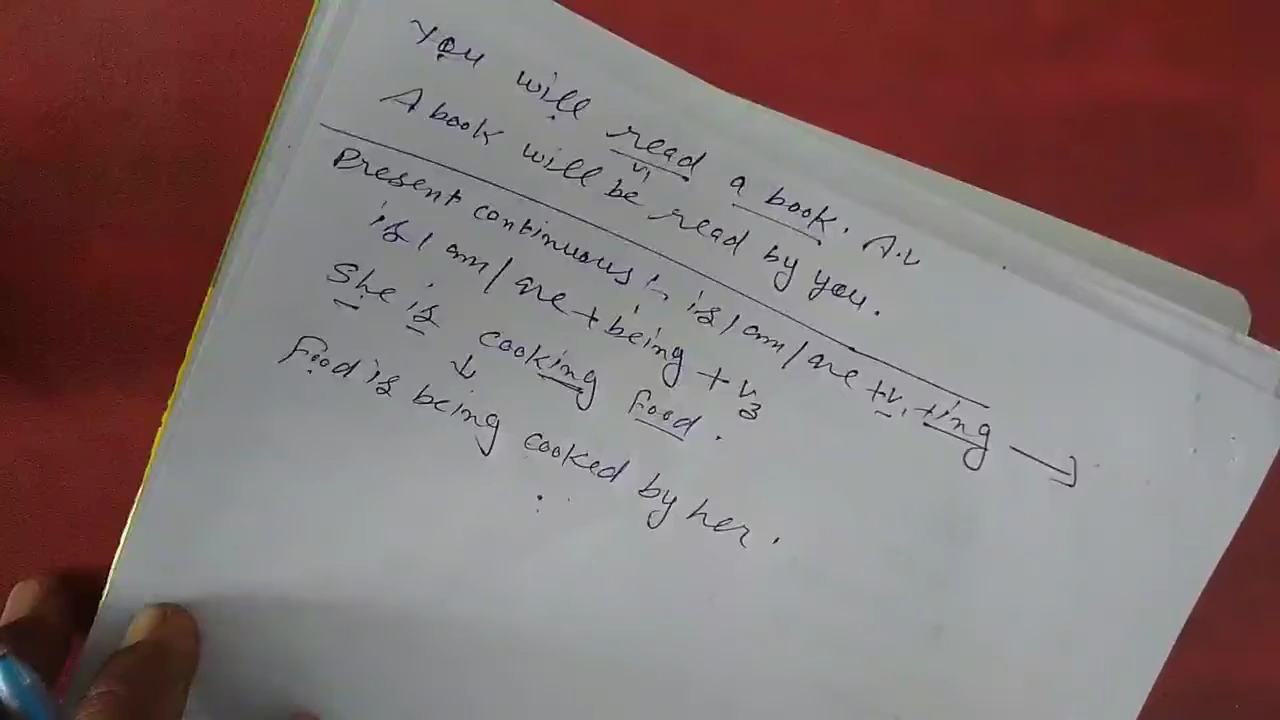 You will read a book. A.V
V1
A book will be read by you.
Present continuous :- is/am/are +V1 +ing →
is/am/are + being + V3
She is cooking food.
↓
Food is being cooked by her.